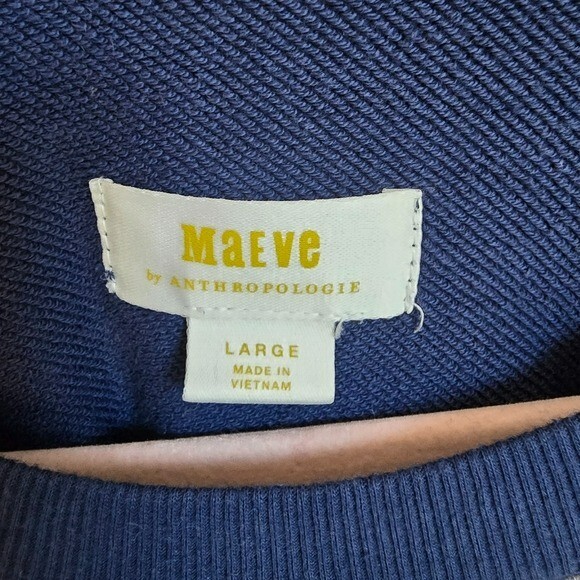 MaEve
by ANTHROPOLOGIE
LARGE
MADE IN
VIETNAM